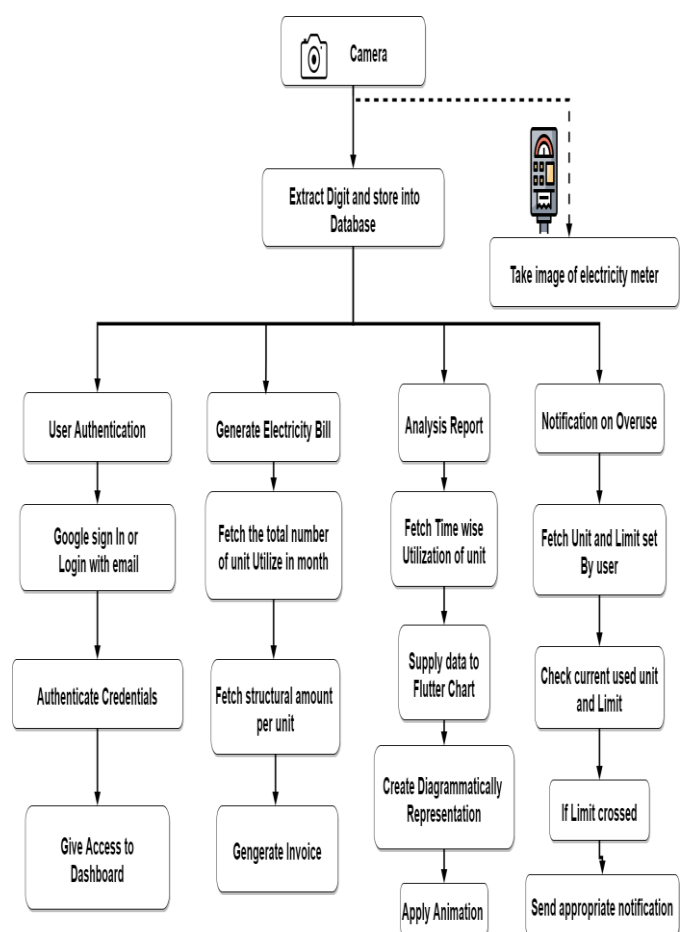 Camera
Extract Digit and store into
Database
Take image of electricity meter
User Authentication
Google sign In or
Login with email
Authenticate Credentials
Give Access to
Dashboard
Generate Electricity Bill
Fetch the total number
of unit Utilize in month
Fetch structural amount
per unit
Gengerate Invoice
Analysis Report
Fetch Time wise
Utilization of unit
Supply data to
Flutter Chart
Create Diagrammatically
Representation
Apply Animation
Notification on Overuse
Fetch Unit and Limit set
By user
Check current used unit
and Limit
If Limit crossed
Send appropriate notification